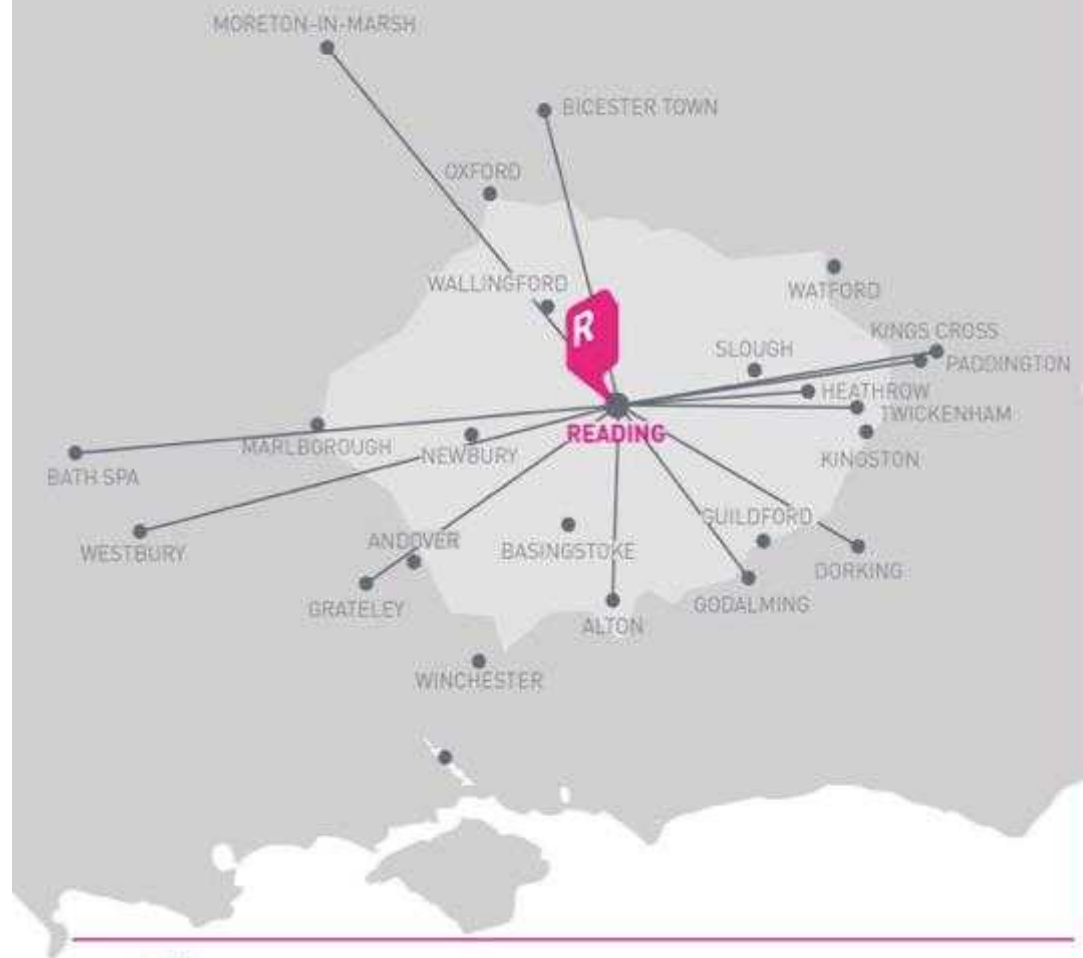 MORETON-IN-MARSH
BICESTER TOWN
OXFORD
WALLINGFORD
WATFORD
R
KINGS CROSS
SLOUGH
PADDINGTON
HEATHROW
TWICKENHAM
READING
MARLBOROUGH
NEWBURY
KINGSTON
BATH SPA
GUILDFORD
WESTBURY
ANDOVER
BASINGSTOKE
DORKING
GRATELEY
GODALMING
ALTON
WINCHESTER